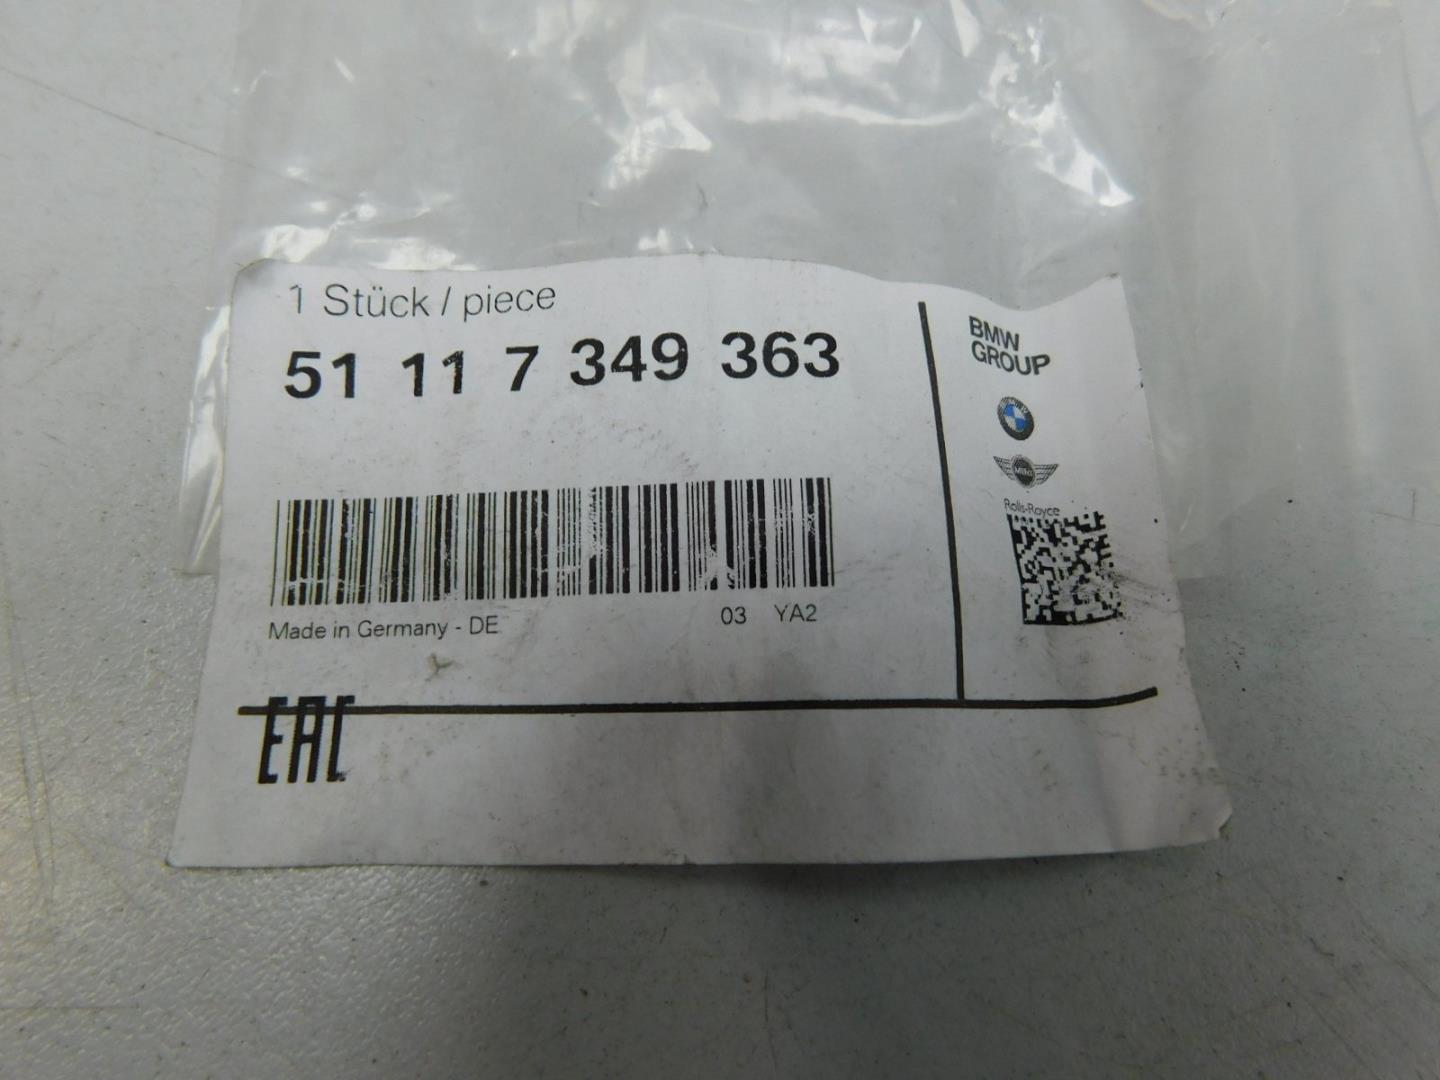 1 Stück / piece
51 11 7 349 363
BMW
GROUP
MINI
Rolls-Royce
Made in Germany - DE
03 YA2
EAC